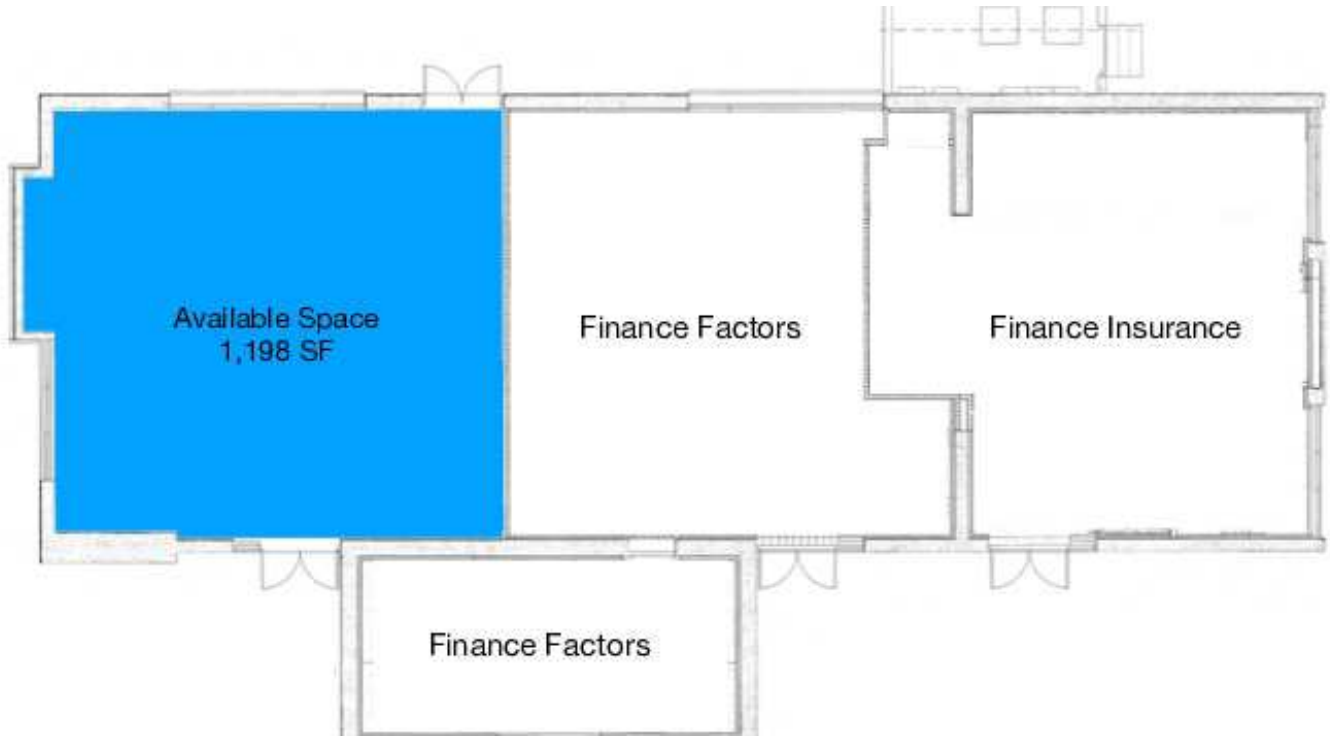 Available Space
1,198 SF
Finance Factors
Finance Insurance
Finance Factors